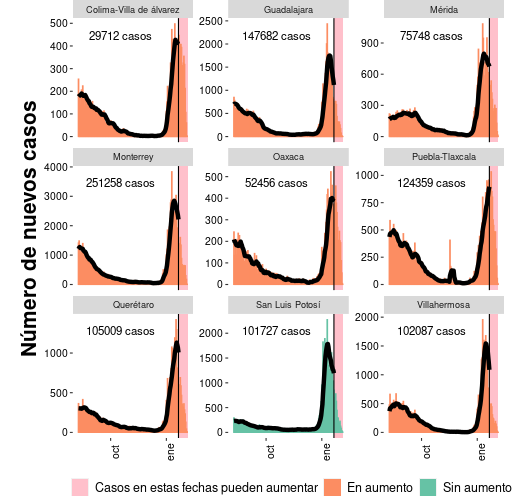 Número de nuevos casos
Colima-Villa de álvarez
29712 casos
500
400
300
200
100
0
Guadalajara
147682 casos
2500
2000
1500
1000
500
0
Mérida
75748 casos
900
600
300
0
Monterrey
251258 casos
4000
3000
2000
1000
0
Oaxaca
52456 casos
500
400
300
200
100
0
Puebla-Tlaxcala
124359 casos
1000
750
500
250
0
Querétaro
105009 casos
1000
500
0
San Luis Potosí
101727 casos
2000
1500
1000
500
0
Villahermosa
102087 casos
2000
1500
1000
500
0
oct
ene
oct
ene
oct
ene
Casos en estas fechas pueden aumentar
En aumento
Sin aumento